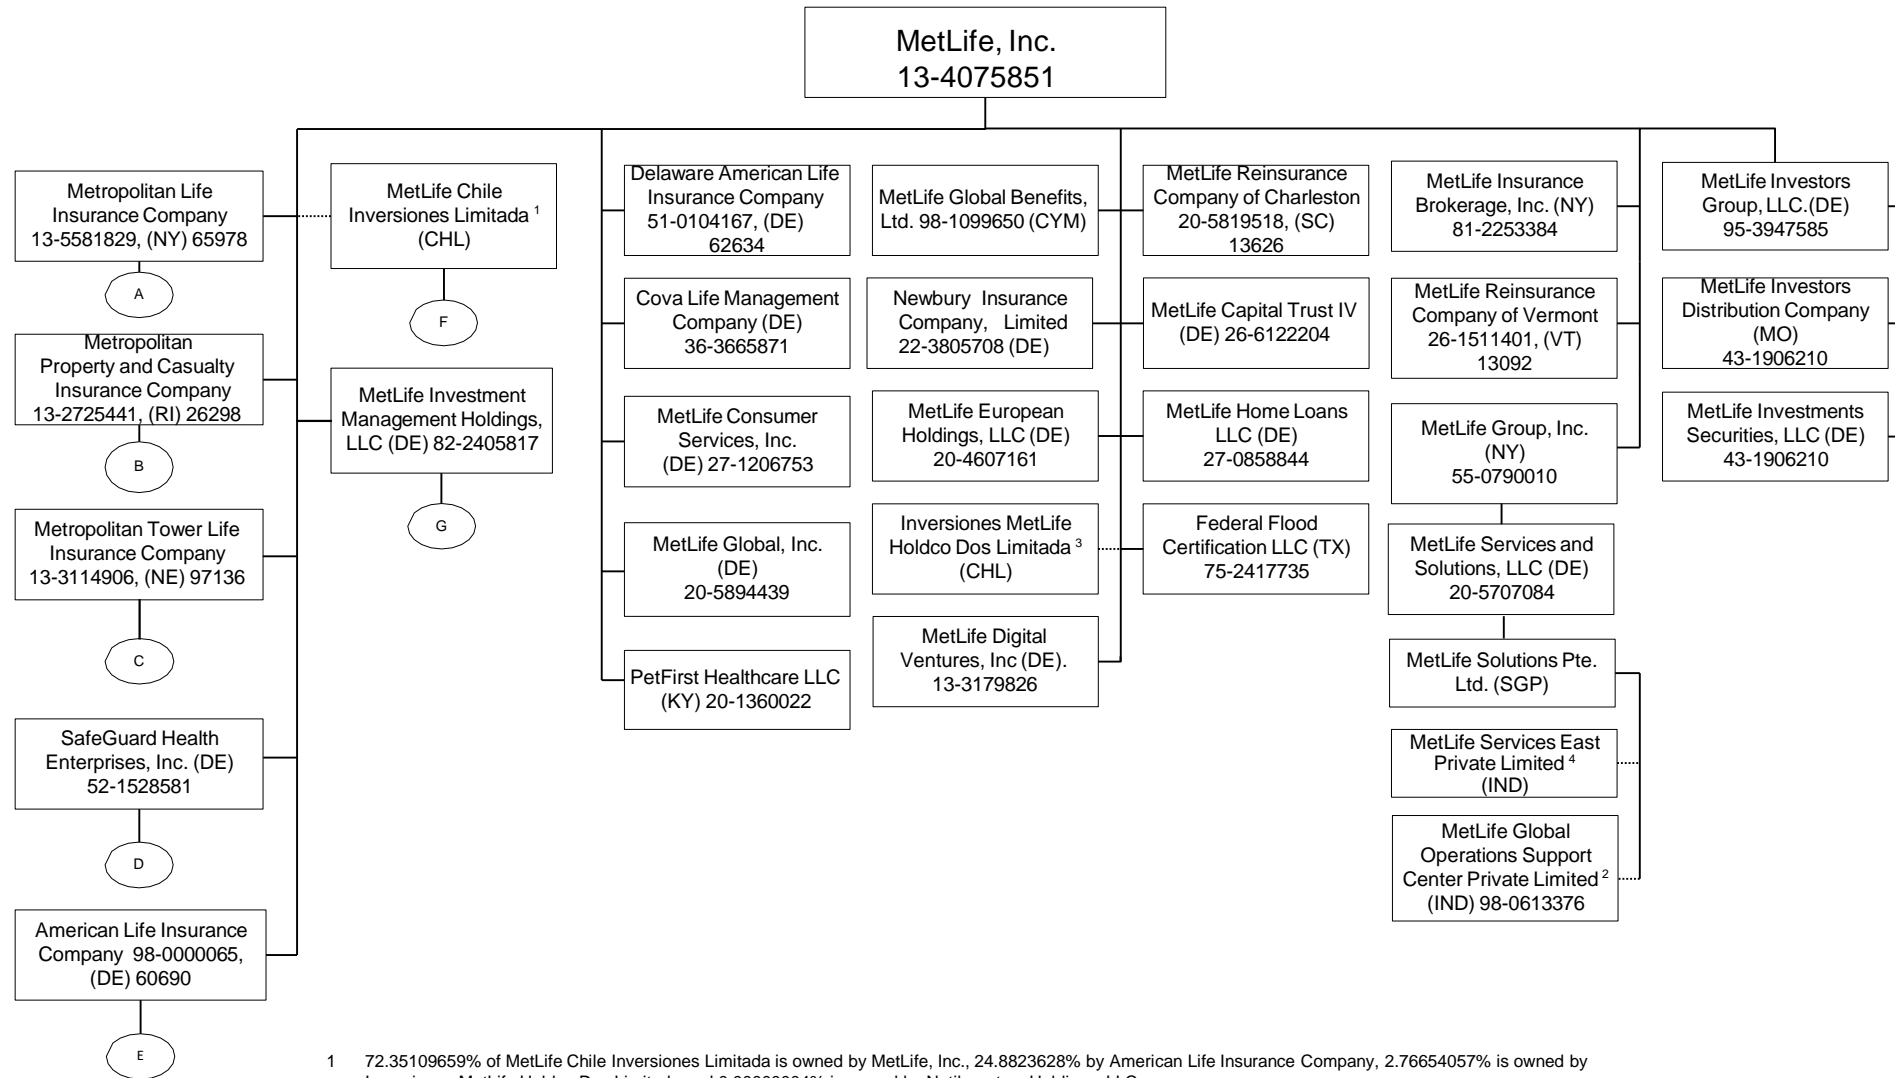 MetLife, Inc.
13-4075851
Metropolitan Life
Insurance Company
13-5581829, (NY) 65978
A
Metropolitan
Property and Casualty
Insurance Company
13-2725441, (RI) 26298
B
Metropolitan Tower Life
Insurance Company
13-3114906, (NE) 97136
C
SafeGuard Health
Enterprises, Inc. (DE)
52-1528581
D
American Life Insurance
Company 98-0000065,
(DE) 60690
E
MetLife Chile
Inversiones Limitada 1
(CHL)
F
MetLife Investment
Management Holdings,
LLC (DE) 82-2405817
G
Delaware American Life
Insurance Company
51-0104167, (DE)
62634
Cova Life Management
Company (DE)
36-3665871
MetLife Consumer
Services, Inc.
(DE) 27-1206753
MetLife Global, Inc.
(DE)
20-5894439
PetFirst Healthcare LLC
(KY) 20-1360022
MetLife Global Benefits,
Ltd. 98-1099650 (CYM)
Newbury Insurance
Company, Limited
22-3805708 (DE)
MetLife European
Holdings, LLC (DE)
20-4607161
Inversiones MetLife
Holdco Dos Limitada 3
(CHL)
MetLife Digital
Ventures, Inc (DE).
13-3179826
MetLife Reinsurance
Company of Charleston
20-5819518, (SC)
13626
MetLife Capital Trust IV
(DE) 26-6122204
MetLife Home Loans
LLC (DE)
27-0858844
Federal Flood
Certification LLC (TX)
75-2417735
MetLife Insurance
Brokerage, Inc. (NY)
81-2253384
MetLife Reinsurance
Company of Vermont
26-1511401, (VT)
13092
MetLife Group, Inc.
(NY)
55-0790010
MetLife Services and
Solutions, LLC (DE)
20-5707084
MetLife Solutions Pte.
Ltd. (SGP)
MetLife Services East
Private Limited 4
(IND)
MetLife Global
Operations Support
Center Private Limited 2
(IND) 98-0613376
MetLife Investors
Group, LLC.(DE)
95-3947585
MetLife Investors
Distribution Company
(MO)
43-1906210
MetLife Investments
Securities, LLC (DE)
43-1906210
1 72.35109659% of MetLife Chile Inversiones Limitada is owned by MetLife, Inc., 24.8823628% by American Life Insurance Company, 2.76654057% is owned by